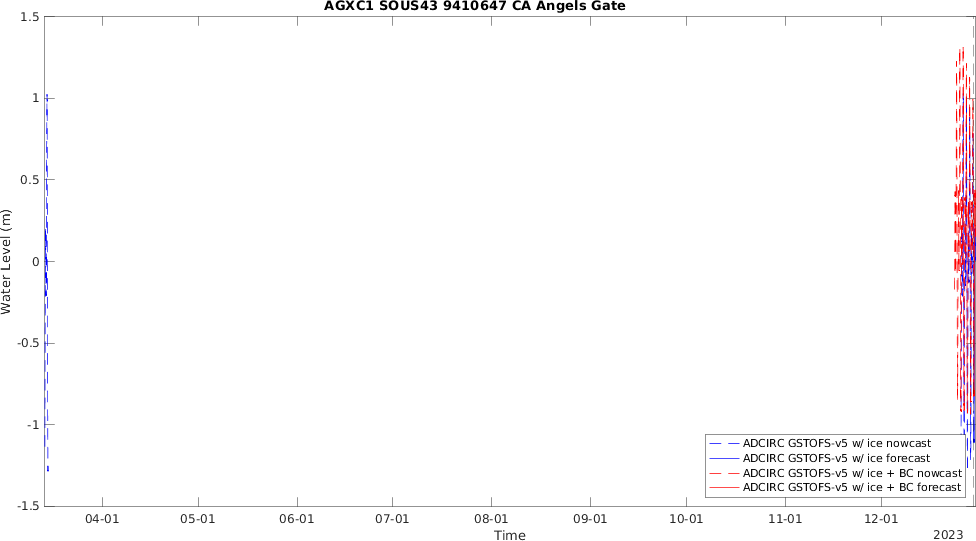 AGXC1 SOUS43 9410647 CA Angels Gate
1.5
1
0.5
0
-0.5
-1
-1.5
Water Level (m)
ADCIRC GSTOFS-v5 w/ ice nowcast
ADCIRC GSTOFS-v5 w/ ice forecast
ADCIRC GSTOFS-v5 w/ ice + BC nowcast
ADCIRC GSTOFS-v5 w/ ice + BC forecast
04-01 05-01 06-01 07-01 08-01 09-01 10-01 11-01 12-01
Time
2023